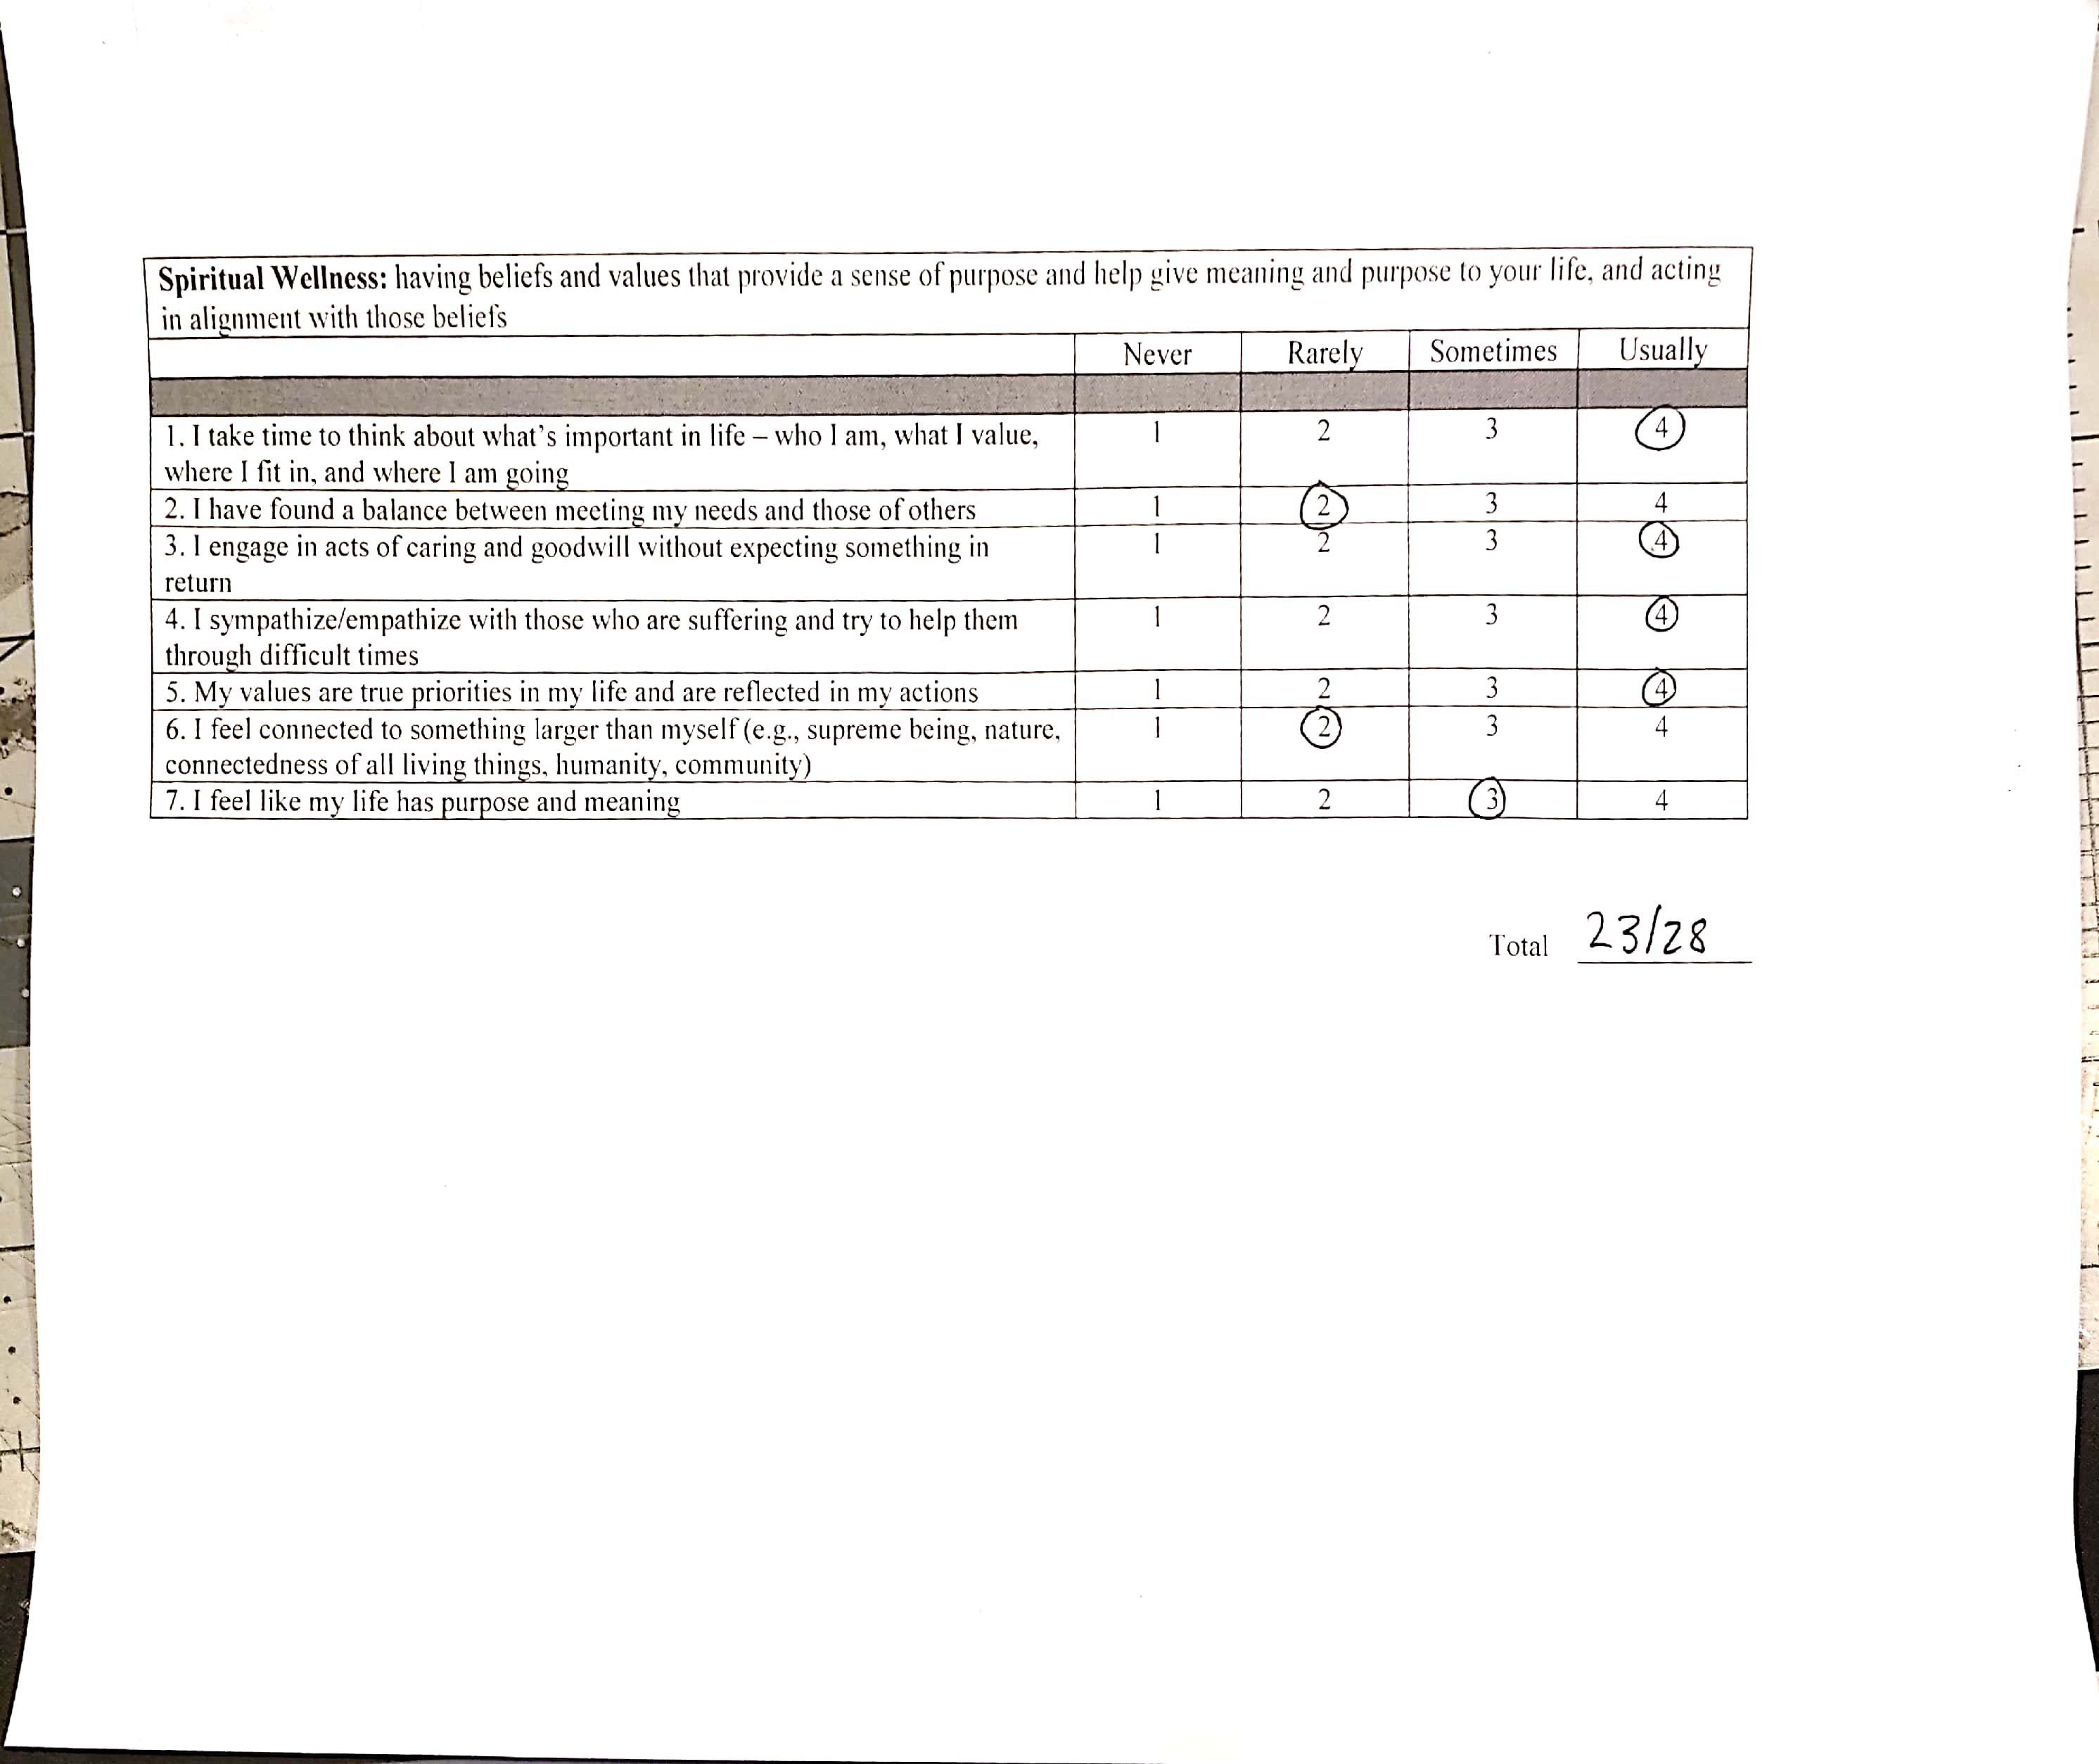 Spiritual Wellness: having beliefs and values that provide a sense of purpose and help give meaning and purpose to your life, and acting
in alignment with those beliefs
Never Rarely Sometimes Usually
1. I take time to think about what's important in life – who I am, what I value, 1 2 3 4
where I fit in, and where I am going
2. I have found a balance between meeting my needs and those of others 1 2 3 4
3. I engage in acts of caring and goodwill without expecting something in 1 2 3 4
return
4. I sympathize/empathize with those who are suffering and try to help them 1 2 3 4
through difficult times
5. My values are true priorities in my life and are reflected in my actions 1 2 3 4
6. I feel connected to something larger than myself (e.g., supreme being, nature, 1 2 3 4
connectedness of all living things, humanity, community)
7. I feel like my life has purpose and meaning 1 2 3 4
Total 23/28